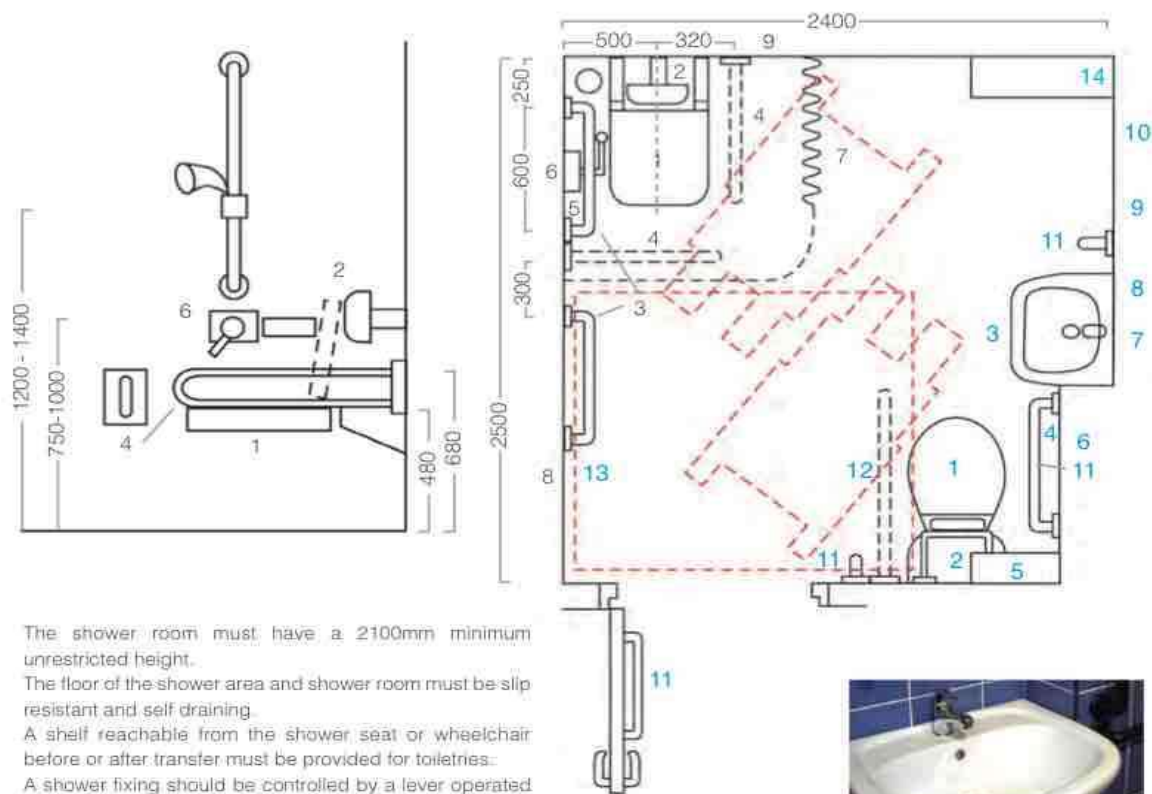 2400
500 320 9
2 14
250
4 10
1 7
6 600 6 9
5 11
2 4
300 8
6 3 3 7
1200 - 1400
750-1000
2500
4 6
4 1 480 680 8 13 12 1 11
11 2 5
The shower room must have a 2100mm minimum
unrestricted height.
The floor of the shower area and shower room must be slip
resistant and self draining.
11
A shelf reachable from the shower seat or wheelchair
before or after transfer must be provided for toiletries.
A shower fixing should be controlled by a lever operated